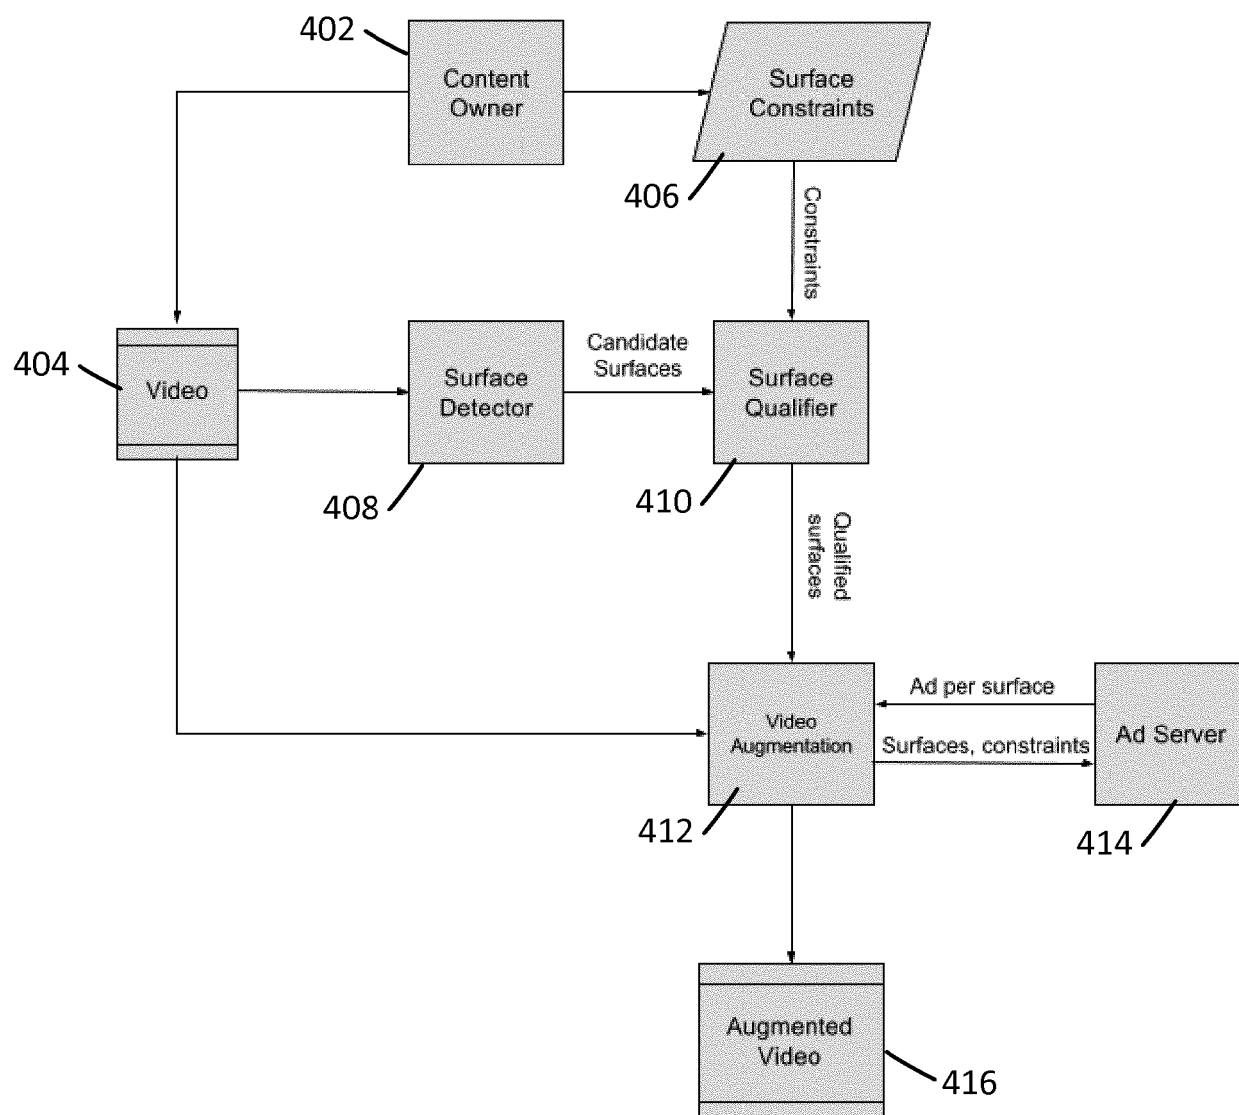 402
Content
Owner
Surface
Constraints
406
Constraints
404
Video
Surface
Detector
408
Candidate
Surfaces
Surface
Qualifier
410
Qualified
surfaces
Video
Augmentation
412
Ad per surface
Surfaces, constraints
Ad Server
414
Augmented
Video
416